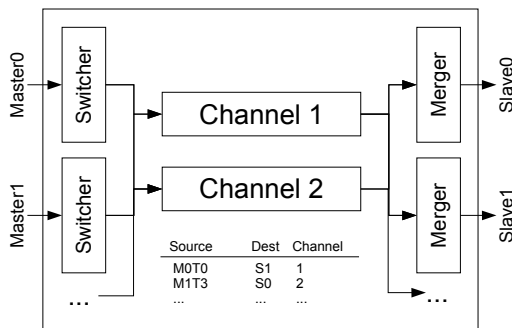 Master0
Switcher
Channel 1
Merger
Slave0
Master1
Switcher
Channel 2
Merger
Slave1
Source Dest Channel
M0T0 S1 1
M1T3 S0 2
... ... ...
...
...